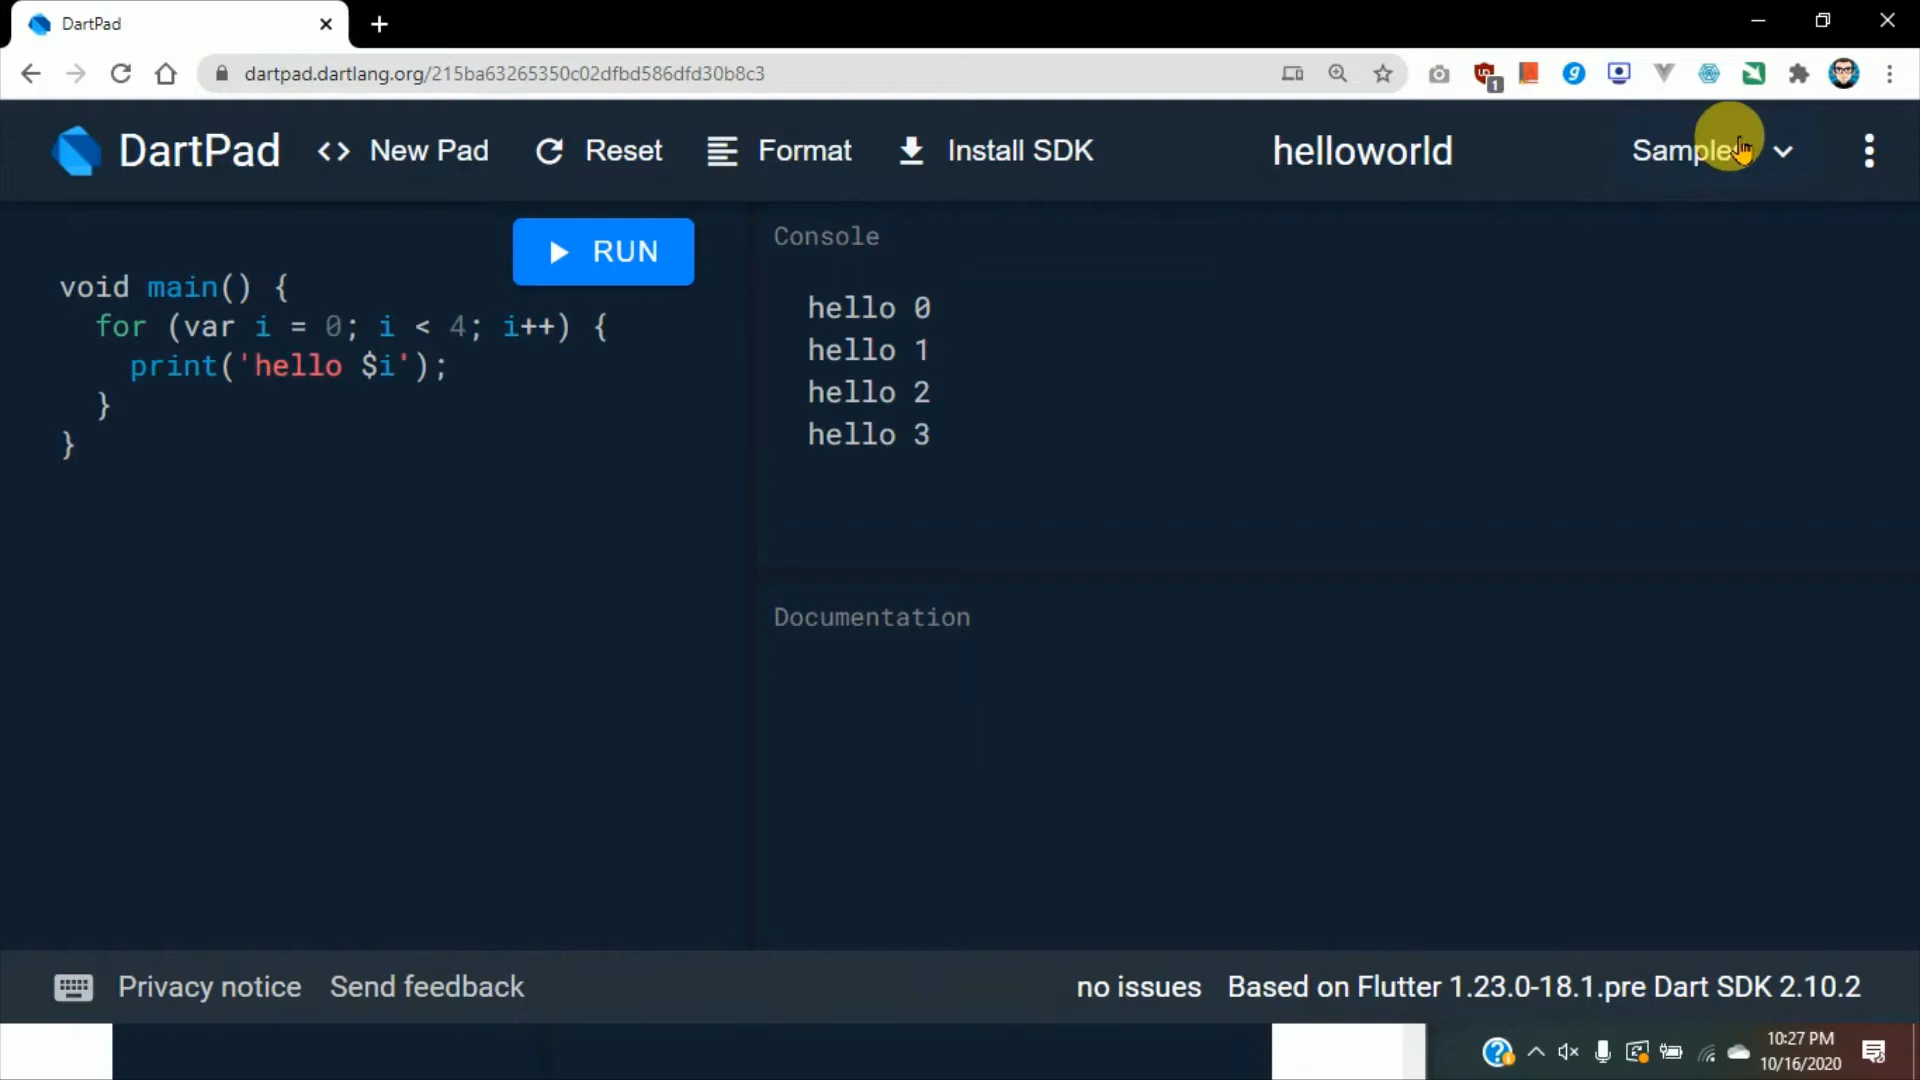 DartPad
dartpad.dartlang.org/215ba63265350c02dfbd586dfd30b8c3
1
DartPad
<> New Pad
Reset
Format
Install SDK
helloworld
Samples
RUN
void main() {
for (var i = 0; i < 4; i++) {
print('hello $i');
}
}
Console
hello 0
hello 1
hello 2
hello 3
Documentation
Privacy notice
Send feedback
no issues
Based on Flutter 1.23.0-18.1.pre Dart SDK 2.10.2
10:27 PM
10/16/2020